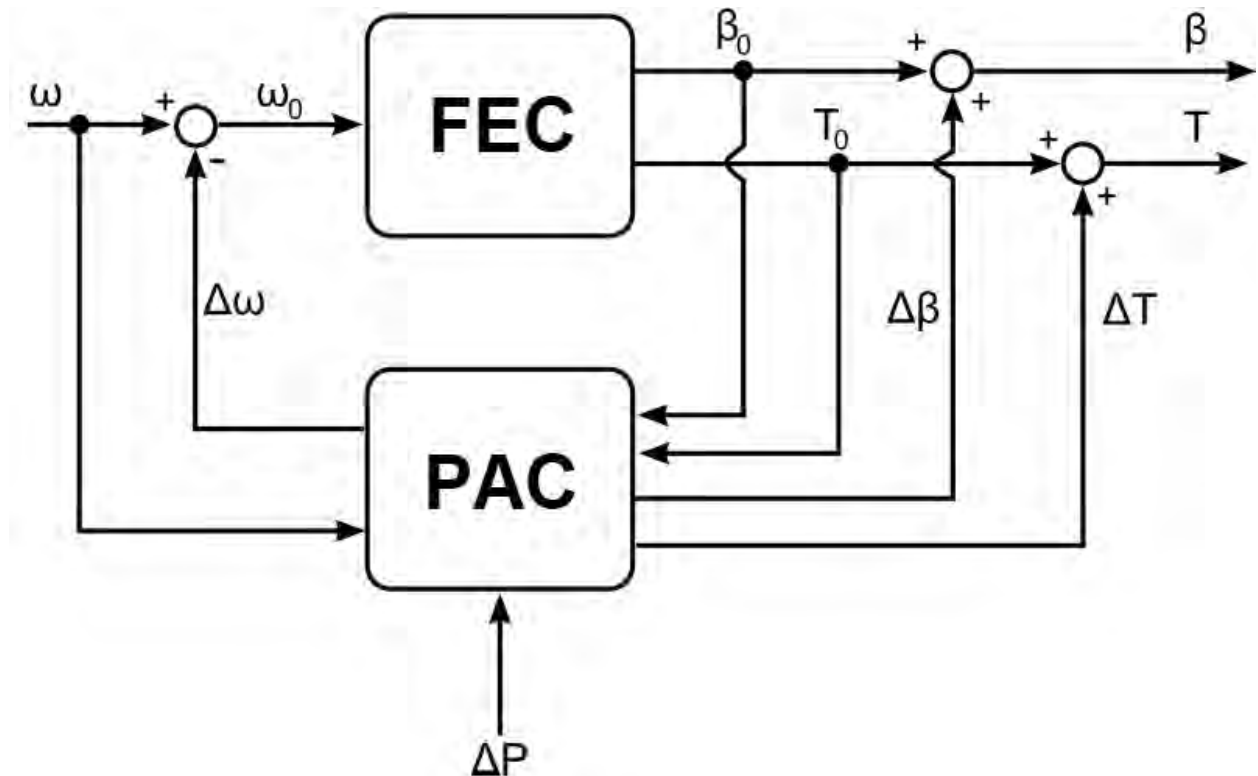 β₀
+
β
ω
+
ω₀
FEC
+
T₀
+
T
-
+
Δω
Δβ
ΔT
PAC
ΔP